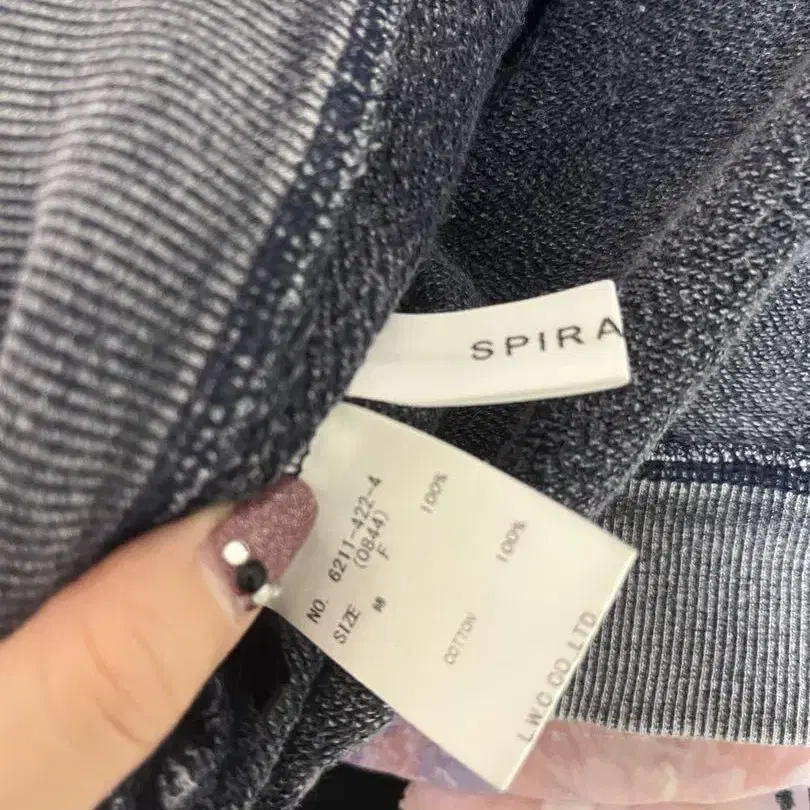 SPIRA
NO. 6211-422-4
(0844)
SIZE F
100%
COTTON 100%
L.W.C CO.LTD